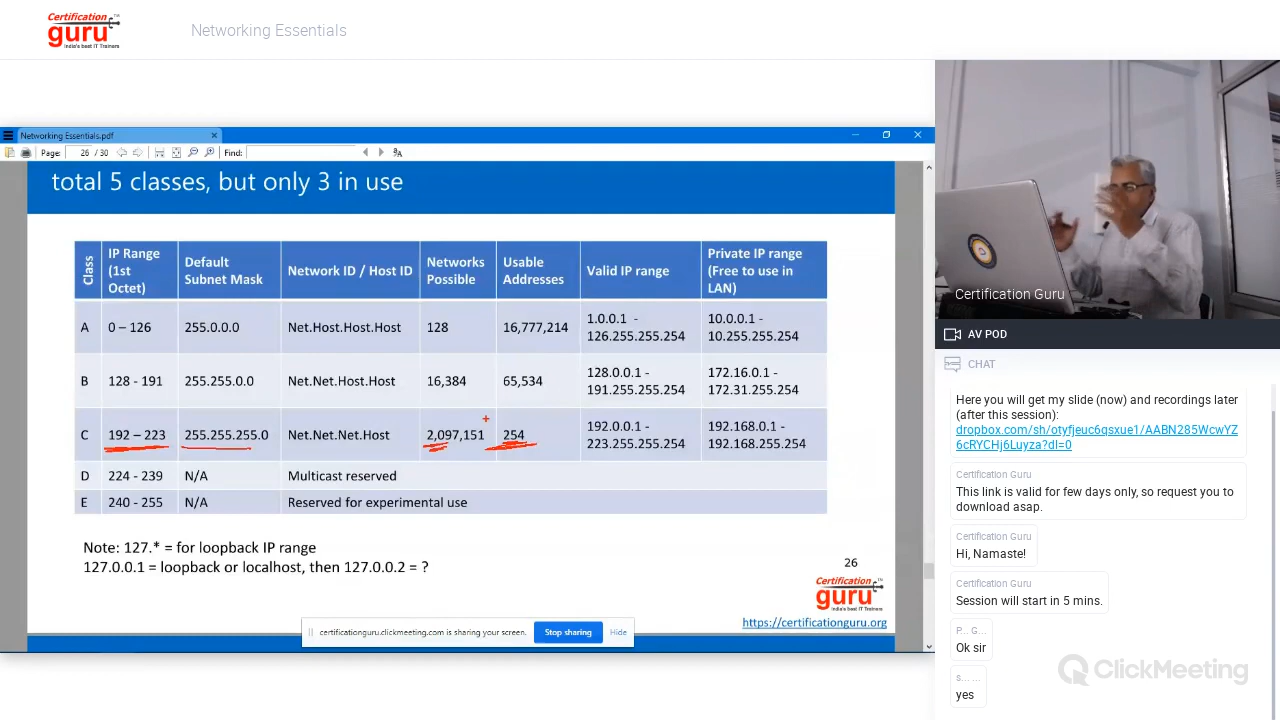 Certification
guru™
India's best IT Trainers
Networking Essentials
Networking Essentials.pdf
Page: 26 / 30 Find:
total 5 classes, but only 3 in use
Class IP Range (1st Octet) Default Subnet Mask Network ID / Host ID Networks Possible Usable Addresses Valid IP range Private IP range (Free to use in LAN)
A 0 – 126 255.0.0.0 Net.Host.Host.Host 128 16,777,214 1.0.0.1 - 126.255.255.254 10.0.0.1 - 10.255.255.254
B 128 - 191 255.255.0.0 Net.Net.Host.Host 16,384 65,534 128.0.0.1 - 191.255.255.254 172.16.0.1 - 172.31.255.254
C 192 – 223 255.255.255.0 Net.Net.Net.Host 2,097,151 254 192.0.0.1 - 223.255.255.254 192.168.0.1 - 192.168.255.254
D 224 - 239 N/A Multicast reserved
E 240 - 255 N/A Reserved for experimental use
Note: 127.* = for loopback IP range
127.0.0.1 = loopback or localhost, then 127.0.0.2 = ?
26
Certification
guru™
India's best IT Trainers
https://certificationguru.org
certificationguru.clickmeeting.com is sharing your screen. Stop sharing Hide
Certification Guru
AV POD
CHAT
Here you will get my slide (now) and recordings later
(after this session):
dropbox.com/sh/otyfjeuc6qsxue1/AABN285WcwYZ
6cRYCHj6Luyza?dl=0
Certification Guru
This link is valid for few days only, so request you to
download asap.
Certification Guru
Hi, Namaste!
Certification Guru
Session will start in 5 mins.
P... G...
Ok sir
s... ...
yes
ClickMeeting